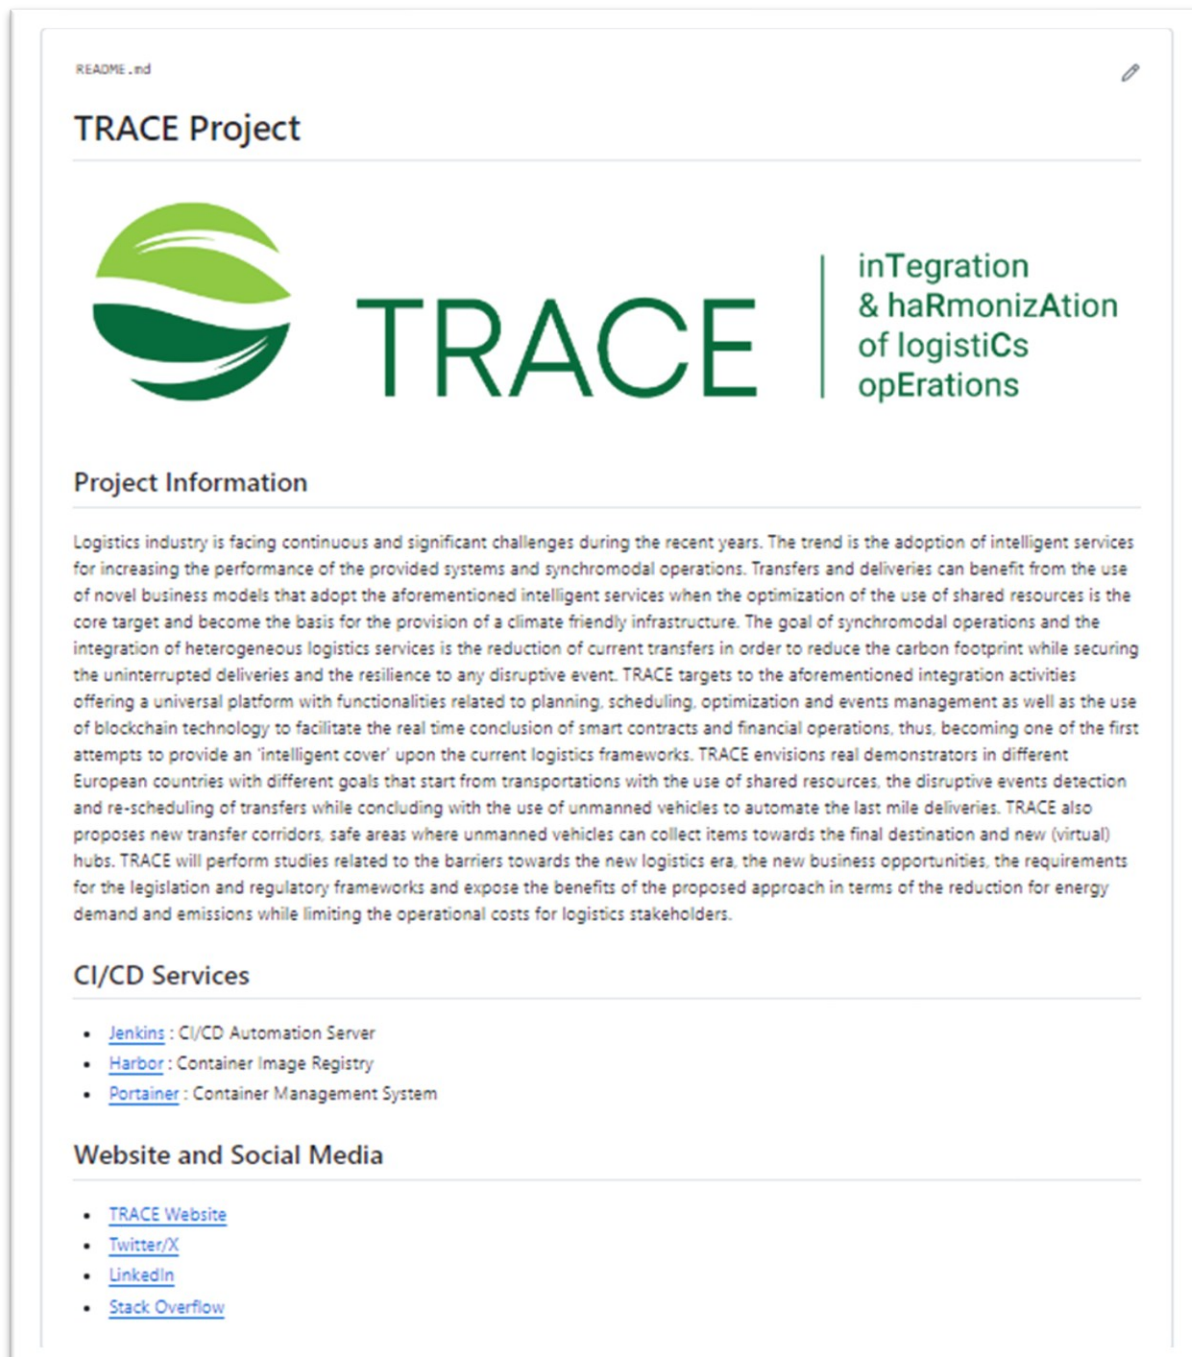 README.md
TRACE Project
TRACE
inTegration
& haRmonizAtion
of logistiCs
opErations
Project Information
Logistics industry is facing continuous and significant challenges during the recent years. The trend is the adoption of intelligent services
for increasing the performance of the provided systems and synchromodal operations. Transfers and deliveries can benefit from the use
of novel business models that adopt the aforementioned intelligent services when the optimization of the use of shared resources is the
core target and become the basis for the provision of a climate friendly infrastructure. The goal of synchromodal operations and the
integration of heterogeneous logistics services is the reduction of current transfers in order to reduce the carbon footprint while securing
the uninterrupted deliveries and the resilience to any disruptive event. TRACE targets to the aforementioned integration activities
offering a universal platform with functionalities related to planning, scheduling, optimization and events management as well as the use
of blockchain technology to facilitate the real time conclusion of smart contracts and financial operations, thus, becoming one of the first
attempts to provide an 'intelligent cover' upon the current logistics frameworks. TRACE envisions real demonstrators in different
European countries with different goals that start from transportations with the use of shared resources, the disruptive events detection
and re-scheduling of transfers while concluding with the use of unmanned vehicles to automate the last mile deliveries. TRACE also
proposes new transfer corridors, safe areas where unmanned vehicles can collect items towards the final destination and new (virtual)
hubs. TRACE will perform studies related to the barriers towards the new logistics era, the new business opportunities, the requirements
for the legislation and regulatory frameworks and expose the benefits of the proposed approach in terms of the reduction for energy
demand and emissions while limiting the operational costs for logistics stakeholders.
CI/CD Services
• Jenkins : CI/CD Automation Server
• Harbor : Container Image Registry
• Portainer : Container Management System
Website and Social Media
• TRACE Website
• Twitter/X
• LinkedIn
• Stack Overflow